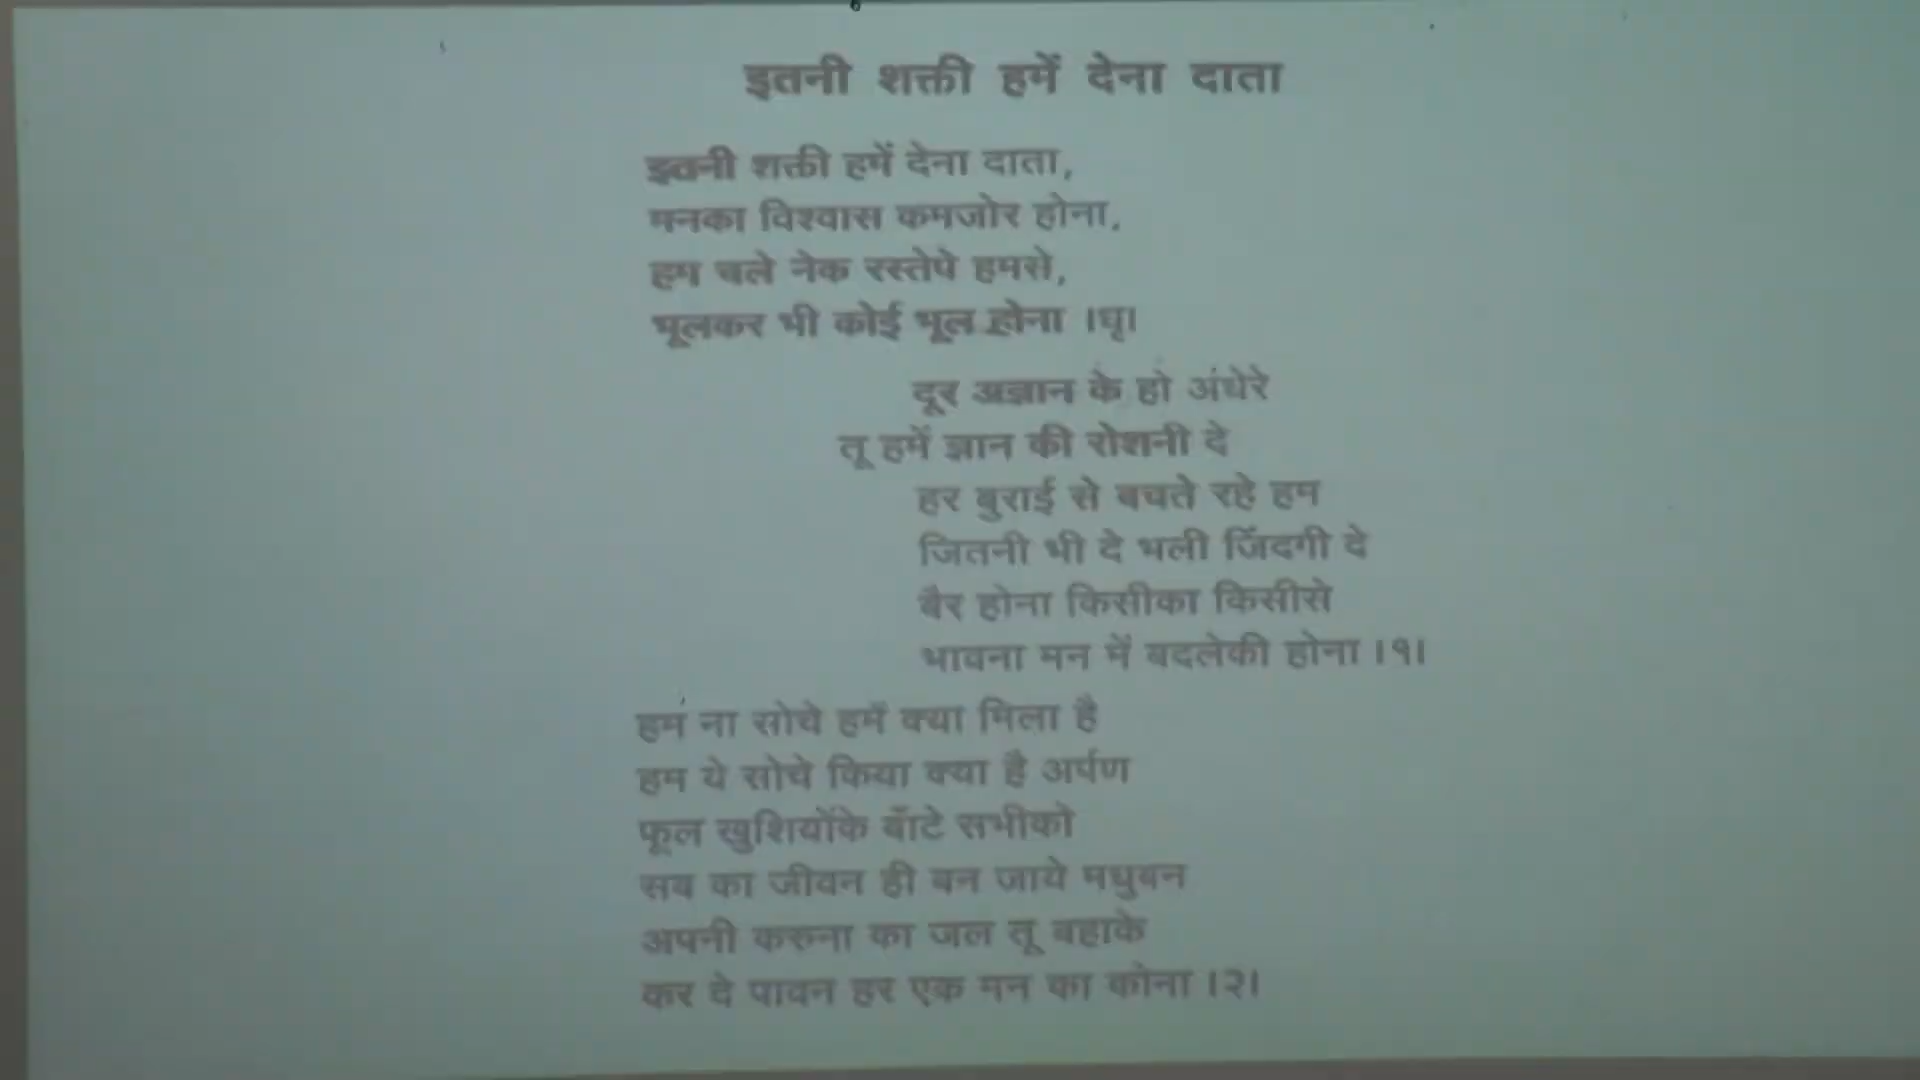 इतनी शक्ती हमें देना दाता
इतनी शक्ती हमें देना दाता,
मनका विश्वास कमजोर होना,
हम चले नेक रस्तेपे हमसे,
भूलकर भी कोई भूल होना ।घृ।
दूर अज्ञान के हो अंधेरे
तू हमें ज्ञान की रोशनी दे
हर बुराई से बचते रहे हम
जितनी भी दे भली जिंदगी दे
बैर होना किसीका किसीसे
भावना मन में बदलेकी होना ।१।
हम ना सोचे हमें क्या मिला है
हम ये सोचे किया क्या है अर्पण
फूल खुशियोंके बाँटे सभीको
सब का जीवन ही बन जाये मधुबन
अपनी करुना का जल तू बहाके
कर दे पावन हर एक मन का कोना ।२।